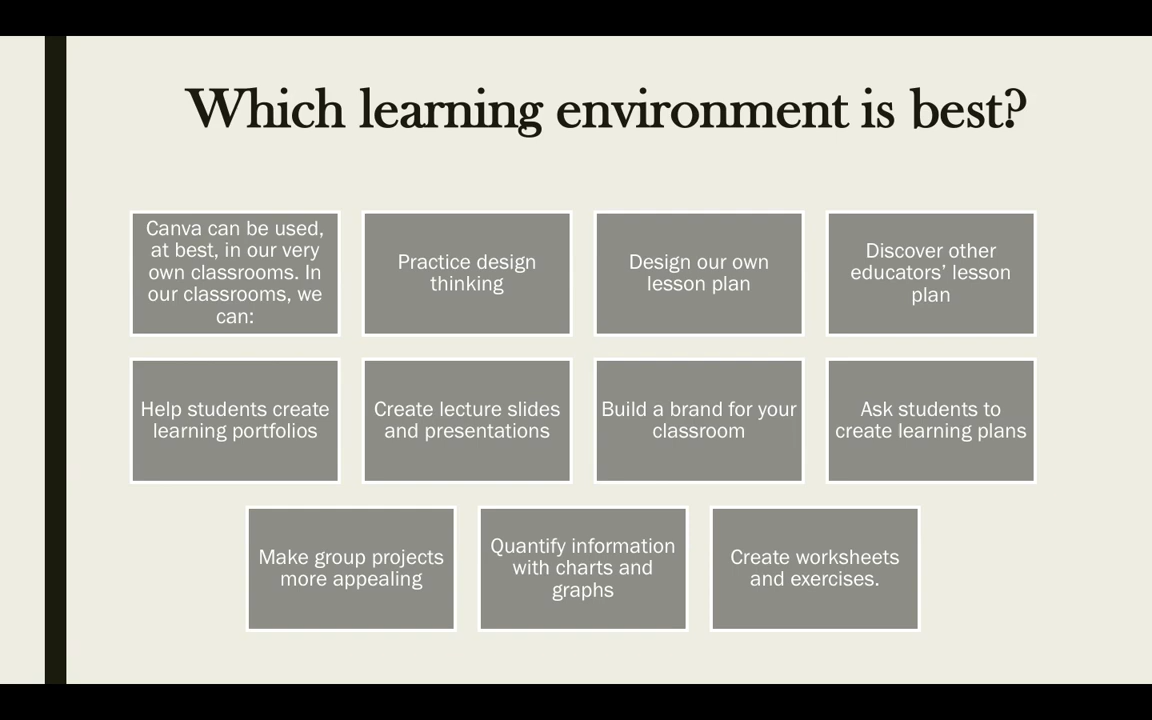 Which learning environment is best?
Canva can be used,
at best, in our very
own classrooms. In
our classrooms, we
can:
Practice design
thinking
Design our own
lesson plan
Discover other
educators’ lesson
plan
Help students create
learning portfolios
Create lecture slides
and presentations
Build a brand for your
classroom
Ask students to
create learning plans
Make group projects
more appealing
Quantify information
with charts and
graphs
Create worksheets
and exercises.